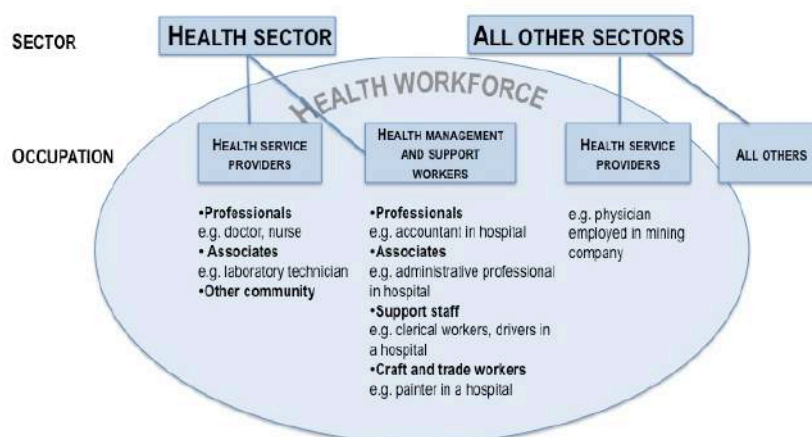 SECTOR
HEALTH SECTOR
ALL OTHER SECTORS
HEALTH WORKFORCE
OCCUPATION
HEALTH SERVICE
PROVIDERS
HEALTH MANAGEMENT
AND SUPPORT
WORKERS
HEALTH SERVICE
PROVIDERS
ALL OTHERS
•Professionals
e.g. doctor, nurse
• Associates
e.g. laboratory technician
•Other community
•Professionals
e.g. accountant in hospital
•Associates
e.g. administrative professional
in hospital
•Support staff
e.g. clerical workers, drivers in
a hospital
•Craft and trade workers
e.g. painter in a hospital
e.g. physician
employed in mining
company